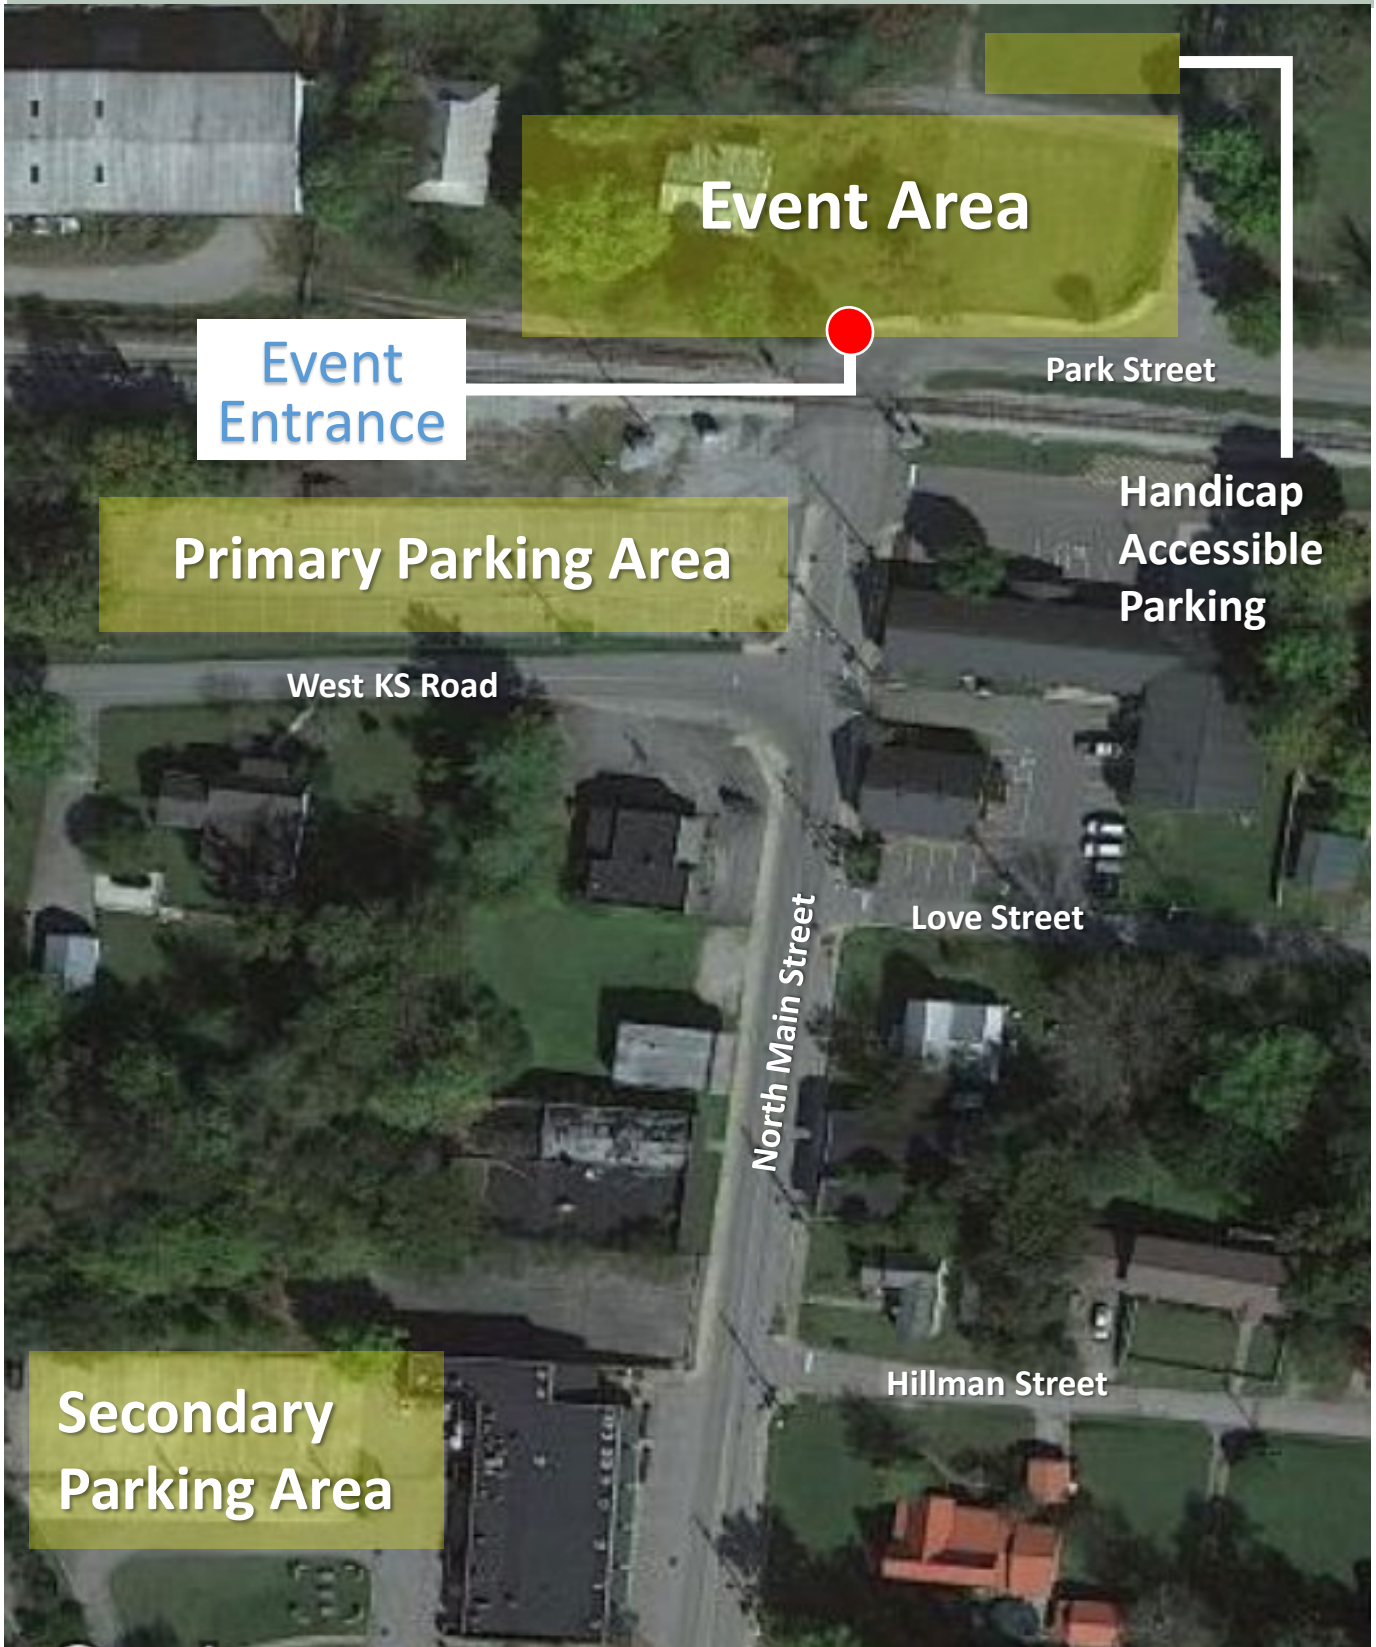 Event Area
Event
Entrance
Park Street
Handicap
Accessible
Parking
Primary Parking Area
West KS Road
Love Street
North Main Street
Hillman Street
Secondary
Parking Area